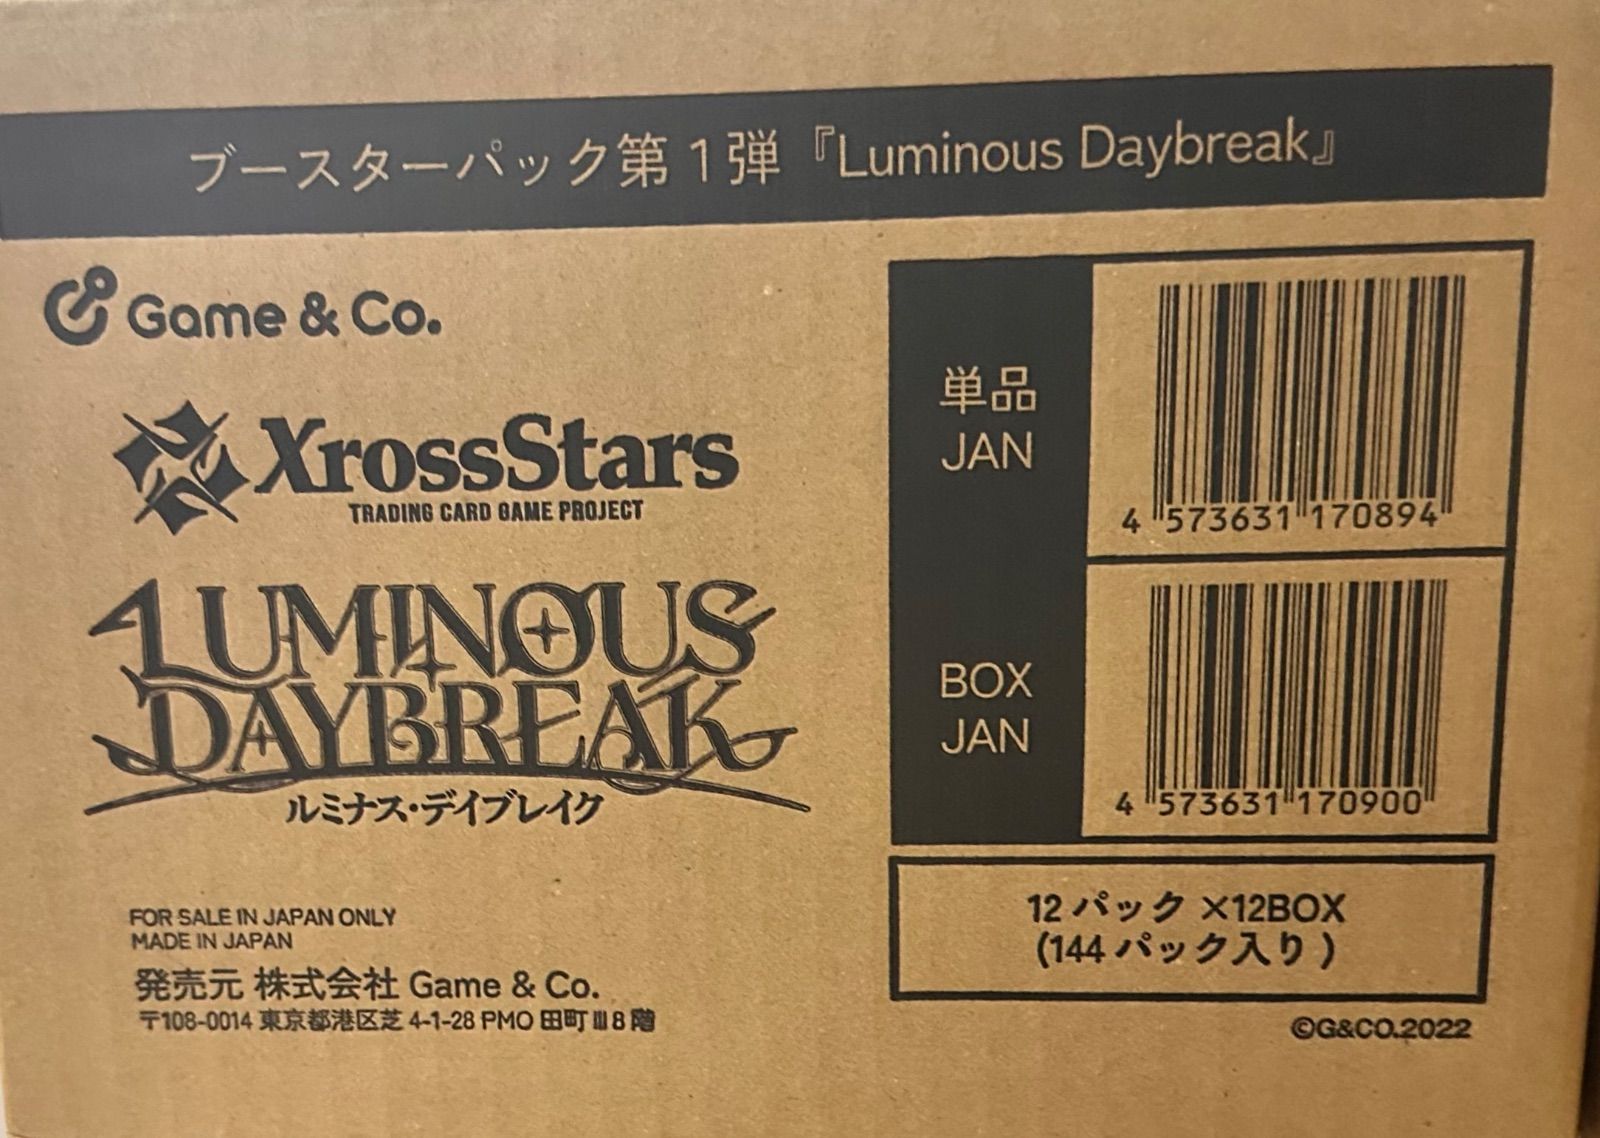 ブースターパック第1弾『Luminous Daybreak』
Game & Co.
XrossStars
TRADING CARD GAME PROJECT
LUMINOUS
DAYBREAK
ルミナス・デイブレイク
FOR SALE IN JAPAN ONLY
MADE IN JAPAN
発売元 株式会社 Game & Co.
〒108-0014 東京都港区芝 4-1-28 PMO 田町Ⅲ8階
単品
JAN
4 573631 170894
BOX
JAN
4 573631 170900
12パック ×12BOX
(144パック入り)
©G&CO.2022